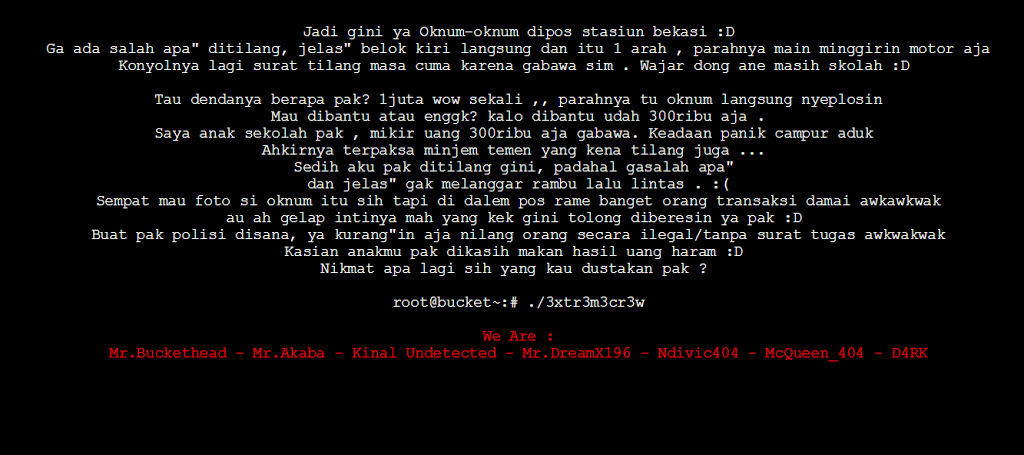 Jadi gini ya Oknum-oknum dipos stasiun bekasi :D
Ga ada salah apa" ditilang, jelas" belok kiri langsung dan itu 1 arah , parahnya main minggirin motor aja
Konyolnya lagi surat tilang masa cuma karena gabawa sim . Wajar dong ane masih skolah :D
Tau dendanya berapa pak? 1juta wow sekali ,, parahnya tu oknum langsung nyeplosin
Mau dibantu atau enggk? kalo dibantu udah 300ribu aja .
Saya anak sekolah pak , mikir uang 300ribu aja gabawa. Keadaan panik campur aduk
Ahkirnya terpaksa minjem temen yang kena tilang juga ...
Sedih aku pak ditilang gini, padahal gasalah apa"
dan jelas" gak melanggar rambu lalu lintas . :(
Sempat mau foto si oknum itu sih tapi di dalem pos rame banget orang transaksi damai awkawkwak
au ah gelap intinya mah yang kek gini tolong diberesin ya pak :D
Buat pak polisi disana, ya kurang"in aja nilang orang secara ilegal/tanpa surat tugas awkwakwak
Kasian anakmu pak dikasih makan hasil uang haram :D
Nikmat apa lagi sih yang kau dustakan pak ?
root@bucket~:# ./3xtr3m3cr3w
We Are :
Mr.Buckethead - Mr.Akaba - Kinal Undetected - Mr.DreamX196 - Ndivic404 - McQueen_404 - D4RK